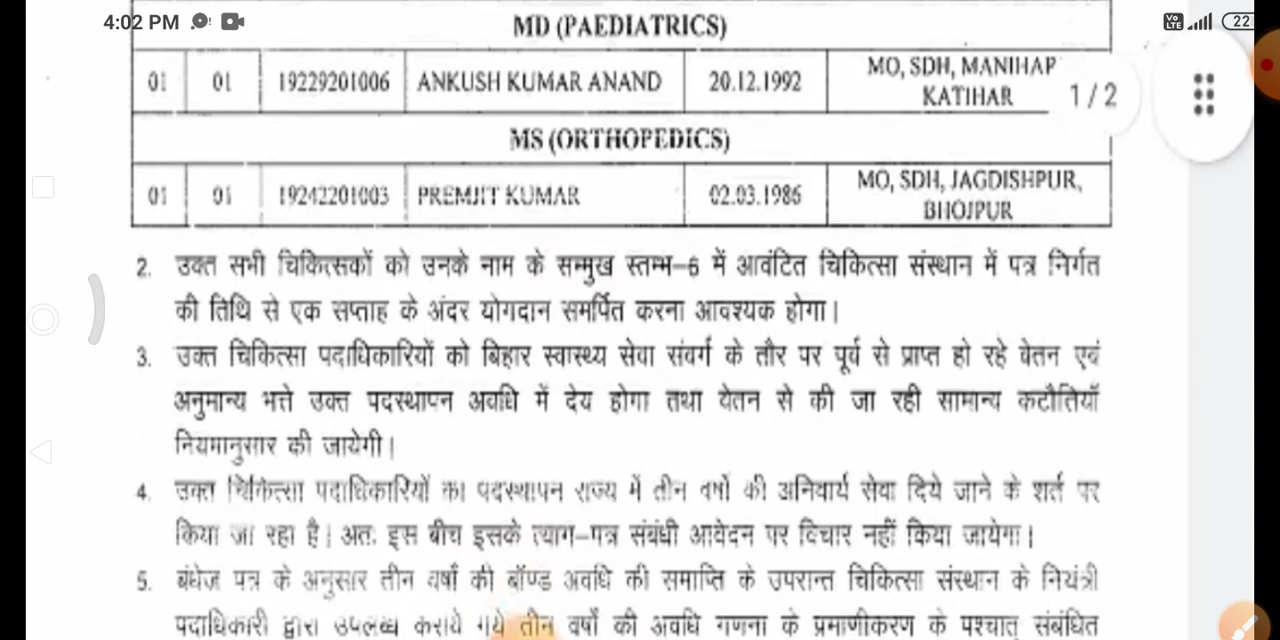 4:02 PM
Vo LTE 22
MD (PAEDIATRICS)
01 01 19229201006 ANKUSH KUMAR ANAND 20.12.1992 MO, SDH, MANIHAP
KATIHAR
1 / 2
MS (ORTHOPEDICS)
01 01 19242201003 PREMJIT KUMAR 02.03.1986 MO, SDH, JAGDISHPUR,
BHOJPUR
2. उक्त सभी चिकित्सकों को उनके नाम के सम्मुख स्तम्भ-6 में आवंटित चिकित्सा संस्थान में पत्र निर्गत
की तिथि से एक सप्ताह के अंदर योगदान समर्पित करना आवश्यक होगा।
3. उक्त चिकित्सा पदाधिकारियों को बिहार स्वास्थ्य सेवा संवर्ग के तौर पर पूर्व से प्राप्त हो रहे वेतन एवं
अनुमान्य भत्ते उक्त पदस्थापन अवधि में देय होगा तथा वेतन से की जा रही सामान्य कटौतियाँ
नियमानुसार की जायेगी।
4. उक्त चिकित्सा पदाधिकारियों का पदस्थापन राज्य में तीन वर्षो की अनिवार्य सेवा दिये जाने के शर्त पर
किया जा रहा है। अतः इस बीच इसके त्याग-पत्र संबंधी आवेदन पर विचार नहीं किया जायेगा।
5. बंधेज पत्र के अनुसार तीन वर्षों की बॉण्ड अवधि की समाप्ति के उपरान्त चिकित्सा संस्थान के नियंत्री
पदाधिकारी द्वारा उपलब्ध कराये गये तीन वर्षों की अवधि गणना के प्रमाणीकरण के पश्चात् संबंधित